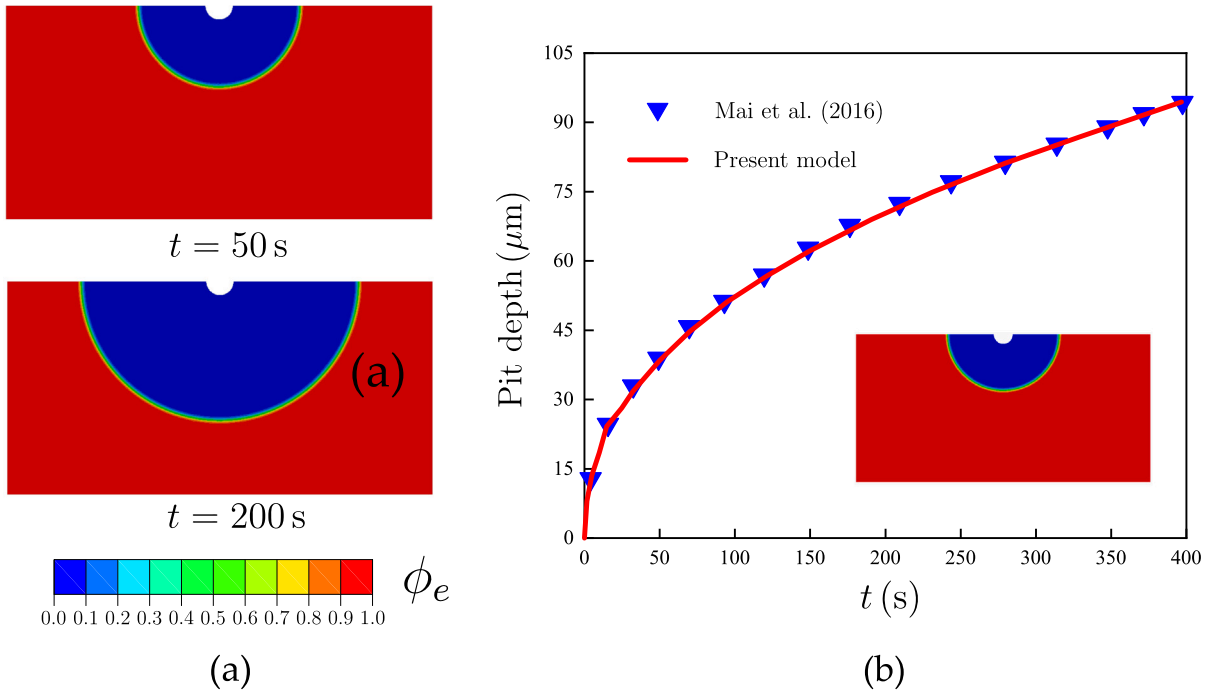 t = 50 s
(a)
t = 200 s
0.0 0.1 0.2 0.3 0.4 0.5 0.6 0.7 0.8 0.9 1.0
ϕₑ
(a)
105
90
75
60
45
30
15
0
Pit depth (μm)
Mai et al. (2016)
Present model
0 50 100 150 200 250 300 350 400
t (s)
(b)